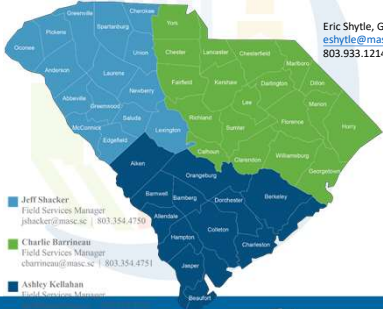 Eric Shytle, G
eshytle@mas
803.933.1214
Cherokee
Greenville
York
Spartanburg
Pickens
Oconee
Union
Chester
Lancaster
Chesterfield
Marlboro
Anderson
Laurens
Fairfield
Kershaw
Darlington
Dillon
Newberry
Lee
Marion
Abbeville
Greenwood
Saluda
Richland
Florence
Horry
McCormick
Lexington
Sumter
Edgefield
Calhoun
Clarendon
Williamsburg
Aiken
Orangeburg
Georgetown
Barnwell
Bamberg
Berkeley
Dorchester
Allendale
Colleton
Hampton
Charleston
Jasper
Beaufort
Jeff Shacker
Field Services Manager
jshacker@masc.sc | 803.354.4750
Charlie Barrineau
Field Services Manager
cbarrineau@masc.sc | 803.354.4751
Ashley Kellahan
Field Services Manager